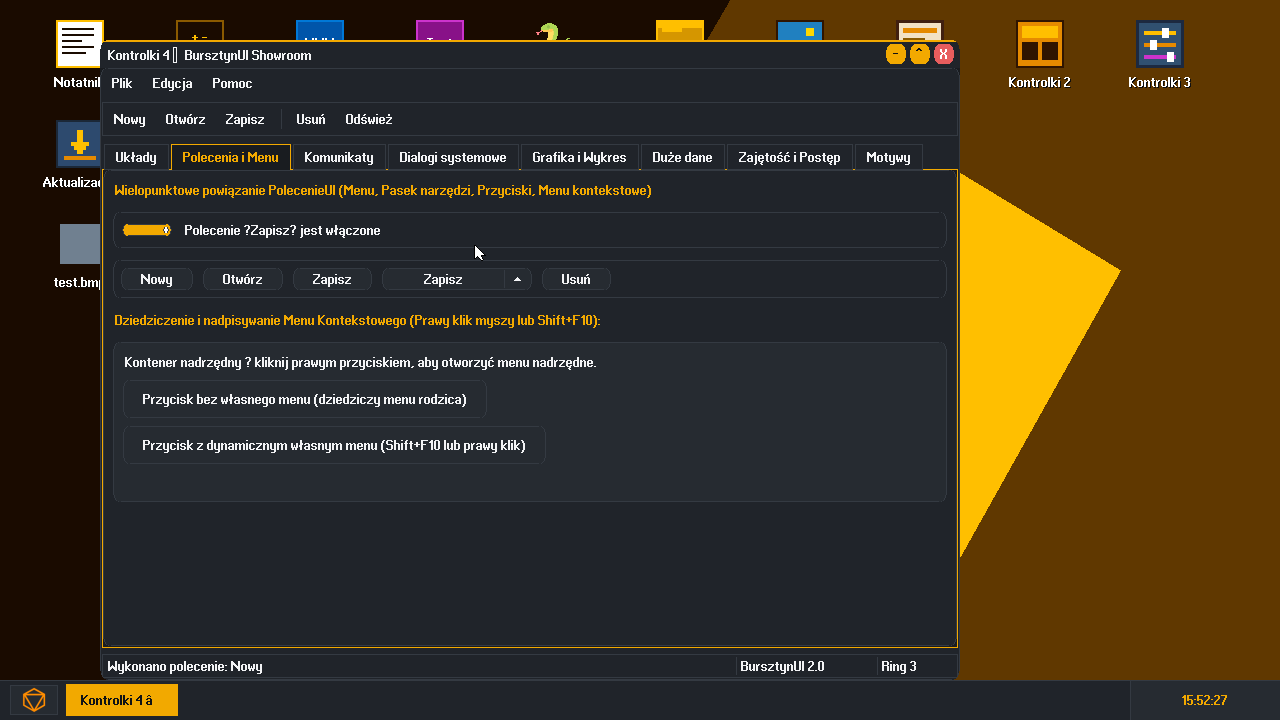 Kontrolki 4 BursztynUI Showroom
Plik Edycja Pomoc
Nowy Otwórz Zapisz Usuń Odśwież
Układy Polecenia i Menu Komunikaty Dialogi systemowe Grafika i Wykres Duże dane Zajętość i Postęp Motywy
Wielopunktowe powiązanie PolecenieUI (Menu, Pasek narzędzi, Przyciski, Menu kontekstowe)
Polecenie ?Zapisz? jest włączone
Nowy Otwórz Zapisz Zapisz Usuń
Dziedziczenie i nadpisywanie Menu Kontekstowego (Prawy klik myszy lub Shift+F10):
Kontener nadrzędny ? kliknij prawym przyciskiem, aby otworzyć menu nadrzędne.
Przycisk bez własnego menu (dziedziczy menu rodzica)
Przycisk z dynamicznym własnym menu (Shift+F10 lub prawy klik)
Wykonano polecenie: Nowy BursztynUI 2.0 Ring 3
Notatnik
Aktualizac
test.bmp
Kontrolki 2
Kontrolki 3
Kontrolki 4 â
15:52:27